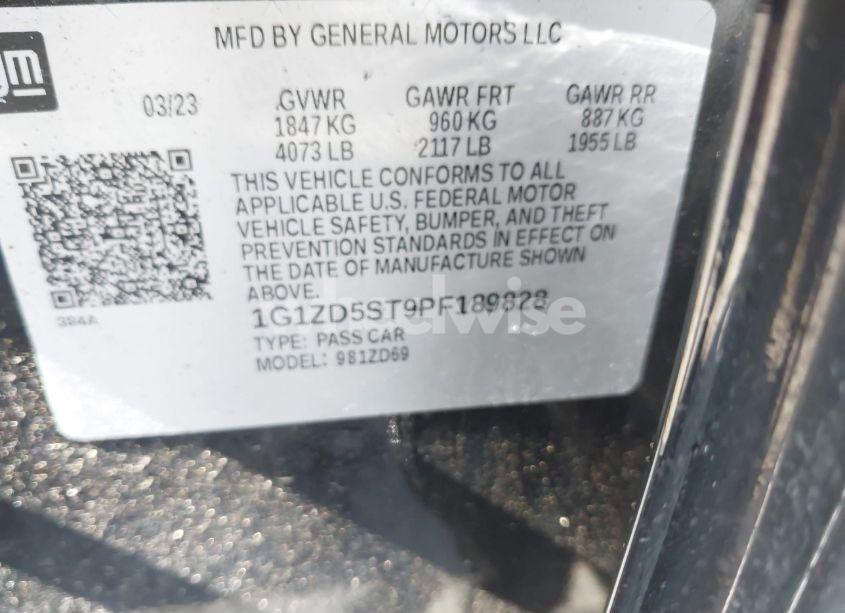 gm
MFD BY GENERAL MOTORS LLC
03/23 GVWR GAWR FRT GAWR RR
1847 KG 960 KG 887 KG
4073 LB 2117 LB 1955 LB
THIS VEHICLE CONFORMS TO ALL
APPLICABLE U.S. FEDERAL MOTOR
VEHICLE SAFETY, BUMPER, AND THEFT
PREVENTION STANDARDS IN EFFECT ON
THE DATE OF MANUFACTURE SHOWN
ABOVE.
384A
1G1ZD5ST9PF189828
TYPE: PASS CAR
MODEL: 981ZD69